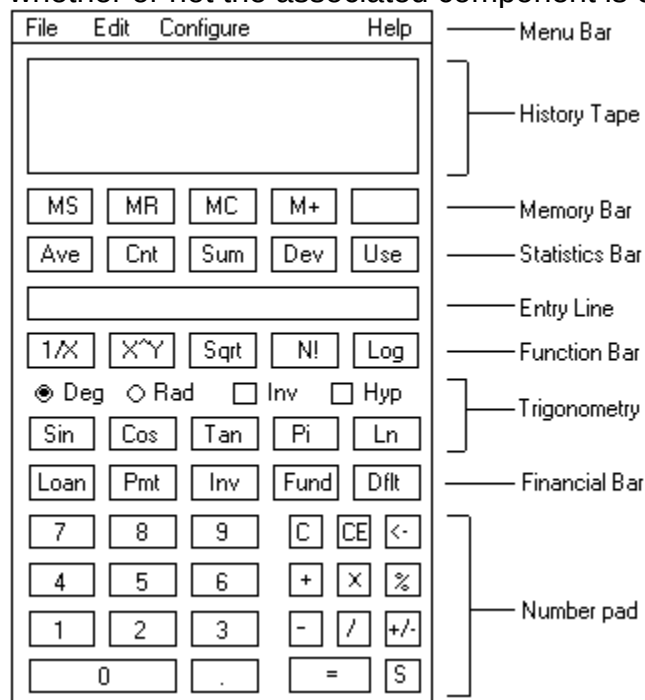 whether or not the associated component is
File Edit Configure Help Menu Bar
History Tape
MS MR MC M+ Memory Bar
Ave Cnt Sum Dev Use Statistics Bar
Entry Line
1/X X^Y Sqrt N! Log Function Bar
Deg Rad Inv Hyp
Trigonometry
Sin Cos Tan Pi Ln
Loan Pmt Inv Fund Dflt Financial Bar
7 8 9 C CE <-
4 5 6 + X %
Number pad
1 2 3 - / +/-
0 . = S